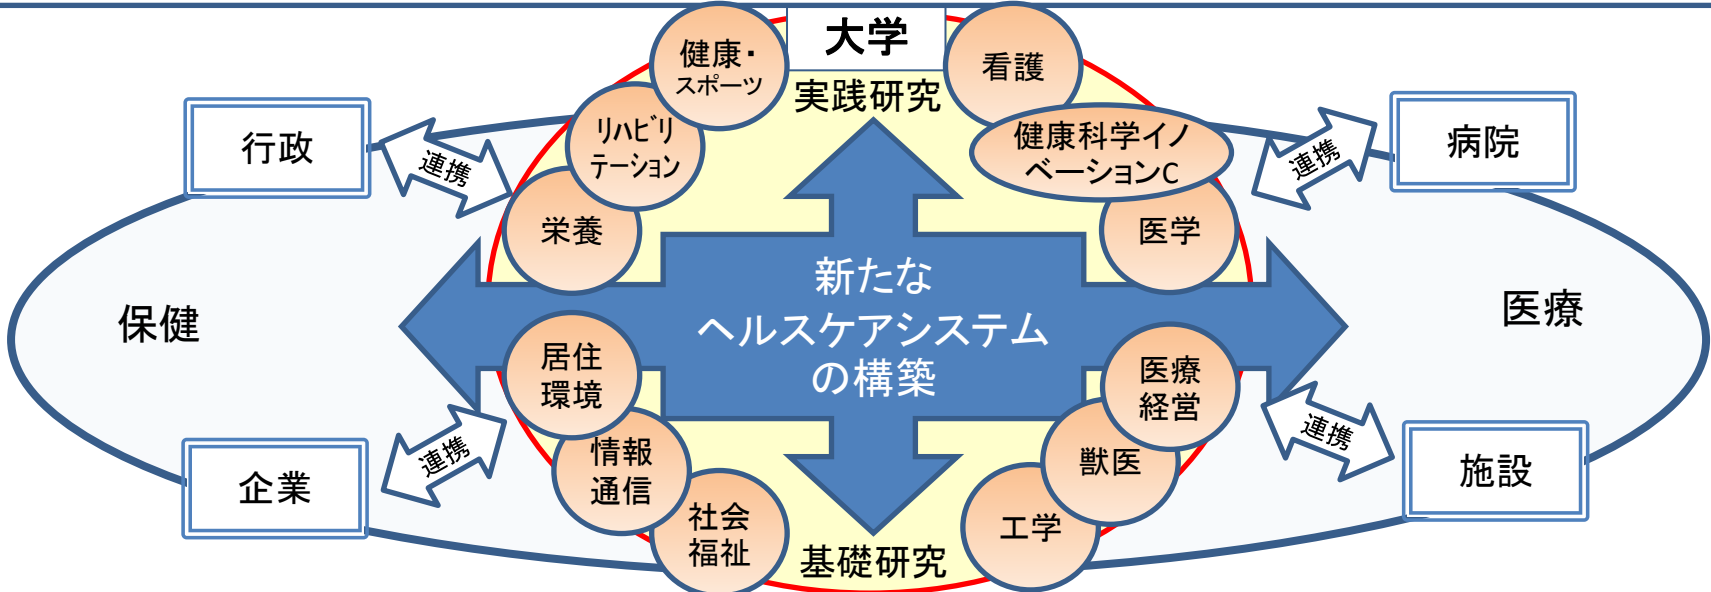 大学
健康・
スポーツ
看護
実践研究
行政
連携
リハビリ
テーション
健康科学イノ
ベーションC
連携
病院
栄養
医学
保健
新たな
ヘルスケアシステム
の構築
医療
居住
環境
医療
経営
企業
連携
情報
通信
獣医
連携
施設
社会
福祉
工学
基礎研究